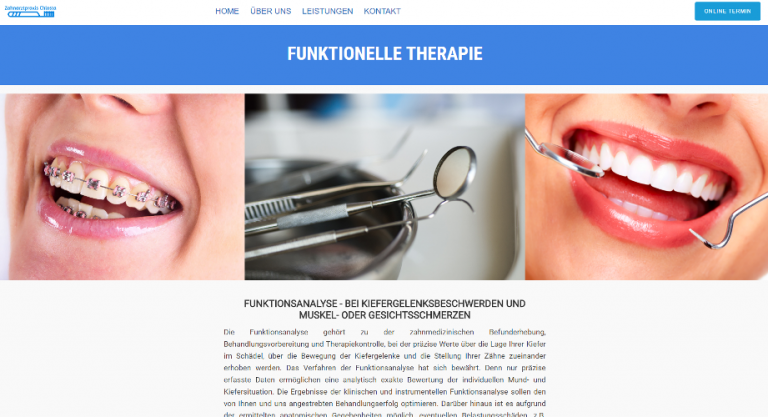 HOME ÜBER UNS LEISTUNGEN KONTAKT ONLINE TERMIN
FUNKTIONELLE THERAPIE
FUNKTIONSANALYSE - BEI KIEFERGELENKSBESCHWERDEN UND
MUSKEL- ODER GESICHTSSCHMERZEN
Die Funktionsanalyse gehört zu der zahnmedizinischen Befunderhebung,
Behandlungsvorbereitung und Therapiekontrolle, bei der präzise Werte über die Lage Ihrer Kiefer
im Schädel, über die Bewegung der Kiefergelenke und die Stellung Ihrer Zähne zueinander
erhoben werden. Das Verfahren der Funktionsanalyse hat sich bewährt. Denn nur präzise
erfasste Daten ermöglichen eine analytisch exakte Bewertung der individuellen Mund- und
Kiefersituation. Die Ergebnisse der klinischen und instrumentellen Funktionsanalyse sollen den
von Ihnen und uns angestrebten Behandlungserfolg optimieren. Darüber hinaus ist es aufgrund
der ermittelten anatomischen Gegebenheiten möglich, eventuellen Belastungsschäden, z.B.